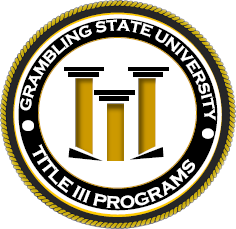 GRAMBLING STATE UNIVERSITY
TITLE III PROGRAMS